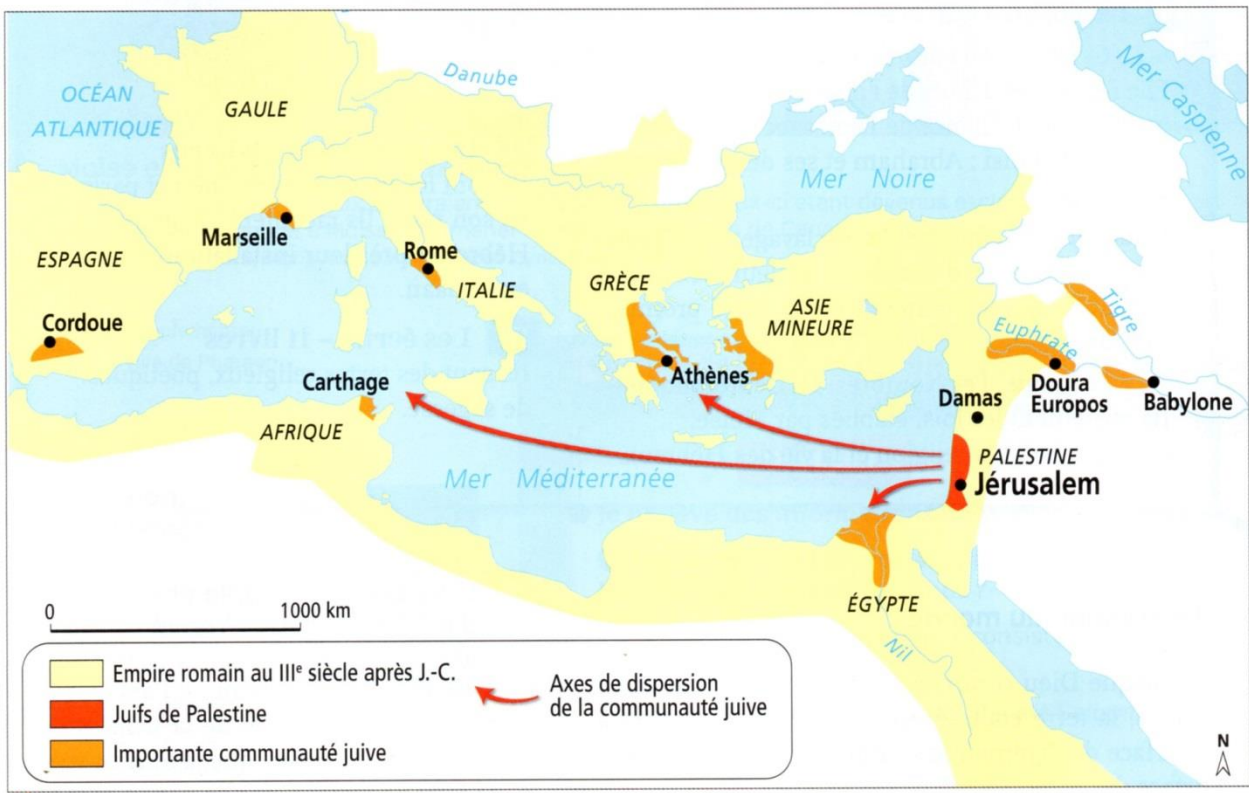 OCÉAN
ATLANTIQUE
GAULE
Danube
Mer Caspienne
Mer Noire
Marseille
ESPAGNE
Rome
ITALIE
GRÈCE
ASIE
MINEURE
Tigre
Euphrate
Cordoue
Carthage
Athènes
Damas
Doura
Europos
Babylone
AFRIQUE
Mer Méditerranée
PALESTINE
Jérusalem
ÉGYPTE
Nil
0 1000 km
Empire romain au IIIe siècle après J.-C.
Juifs de Palestine
Importante communauté juive
Axes de dispersion
de la communauté juive
N